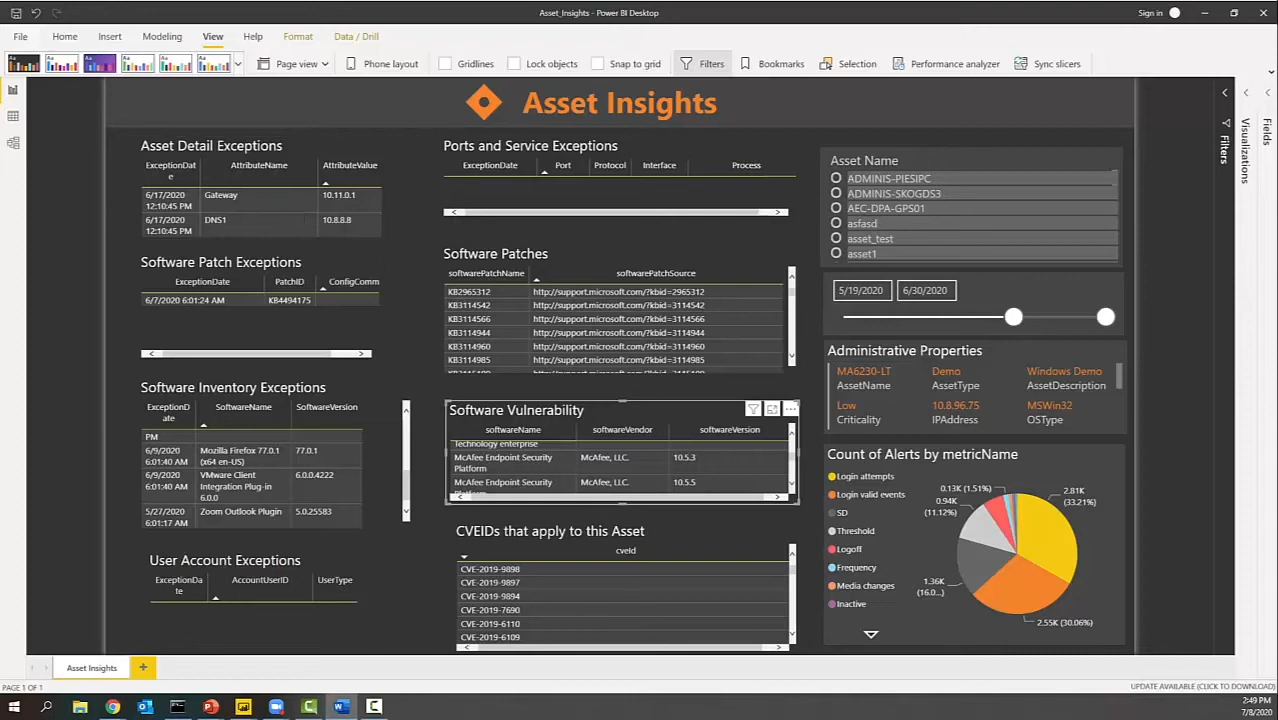 Asset_Insights - Power BI Desktop
Sign in
File
Home
Insert
Modeling
View
Help
Format
Data / Drill
Page view
Phone layout
Gridlines
Lock objects
Snap to grid
Filters
Bookmarks
Selection
Performance analyzer
Sync slicers
Asset Insights
Asset Detail Exceptions
ExceptionDat
e
AttributeName
AttributeValue
6/17/2020
12:10:45 PM
Gateway
10.11.0.1
6/17/2020
12:10:45 PM
DNS1
10.8.8.8
Software Patch Exceptions
ExceptionDate
PatchID
ConfigComm
6/7/2020 6:01:24 AM
KB4494175
Software Inventory Exceptions
ExceptionD
ate
SoftwareName
SoftwareVersion
PM
6/9/2020
6:01:40 AM
Mozilla Firefox 77.0.1
(x64 en-US)
77.0.1
6/9/2020
6:01:40 AM
VMware Client
Integration Plug-in
6.0.0
6.0.0.4222
5/27/2020
6:01:17 AM
Zoom Outlook Plugin
5.0.25583
User Account Exceptions
ExceptionDa
te
AccountUserID
UserType
Ports and Service Exceptions
ExceptionDate
Port
Protocol
Interface
Process
Software Patches
softwarePatchName
softwarePatchSource
KB2965312
http://support.microsoft.com/?kbid=2965312
KB3114542
http://support.microsoft.com/?kbid=3114542
KB3114566
http://support.microsoft.com/?kbid=3114566
KB3114944
http://support.microsoft.com/?kbid=3114944
KB3114960
http://support.microsoft.com/?kbid=3114960
KB3114985
http://support.microsoft.com/?kbid=3114985
Software Vulnerability
softwareName
softwareVendor
softwareVersion
Technology enterprise
McAfee Endpoint Security
Platform
McAfee, LLC.
10.5.3
McAfee Endpoint Security
Platform
McAfee, LLC.
10.5.5
CVEIDs that apply to this Asset
cveId
CVE-2019-9898
CVE-2019-9897
CVE-2019-9894
CVE-2019-7690
CVE-2019-6110
CVE-2019-6109
Asset Name
ADMINIS-PIESIPC
ADMINIS-SKOGDS3
AEC-DPA-GPS01
asfasd
asset_test
asset1
5/19/2020
6/30/2020
Administrative Properties
MA6230-LT
Demo
Windows Demo
AssetName
AssetType
AssetDescription
Low
10.8.96.75
MSWin32
Criticality
IPAddress
OSType
Count of Alerts by metricName
Login attempts
Login valid events
SD
Threshold
Logoff
Frequency
Media changes
Inactive
0.13K (1.51%)
0.94K
(11.12%)
2.81K
(33.21%)
1.36K
(16.0...)
2.55K (30.06%)
Filters
Visualizations
Fields
Asset Insights
PAGE 1 OF 1
UPDATE AVAILABLE (CLICK TO DOWNLOAD)
2:49 PM
7/8/2020